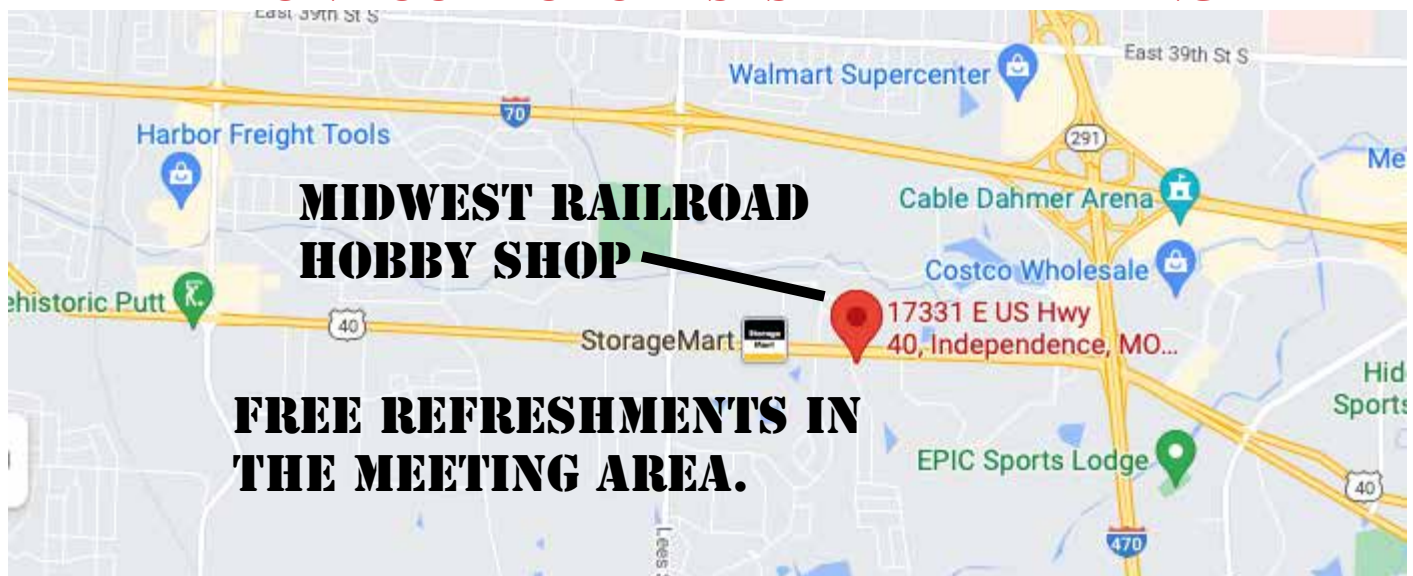 East 39th St S
East 39th St S
Walmart Supercenter
70
291
Harbor Freight Tools
Me
MIDWEST RAILROAD
HOBBY SHOP
Cable Dahmer Arena
Costco Wholesale
ehistoric Putt
40
StorageMart
Storage
Mart
17331 E US Hwy
40, Independence, MO...
Hid
Sports
FREE REFRESHMENTS IN
THE MEETING AREA.
EPIC Sports Lodge
40
470
Lees